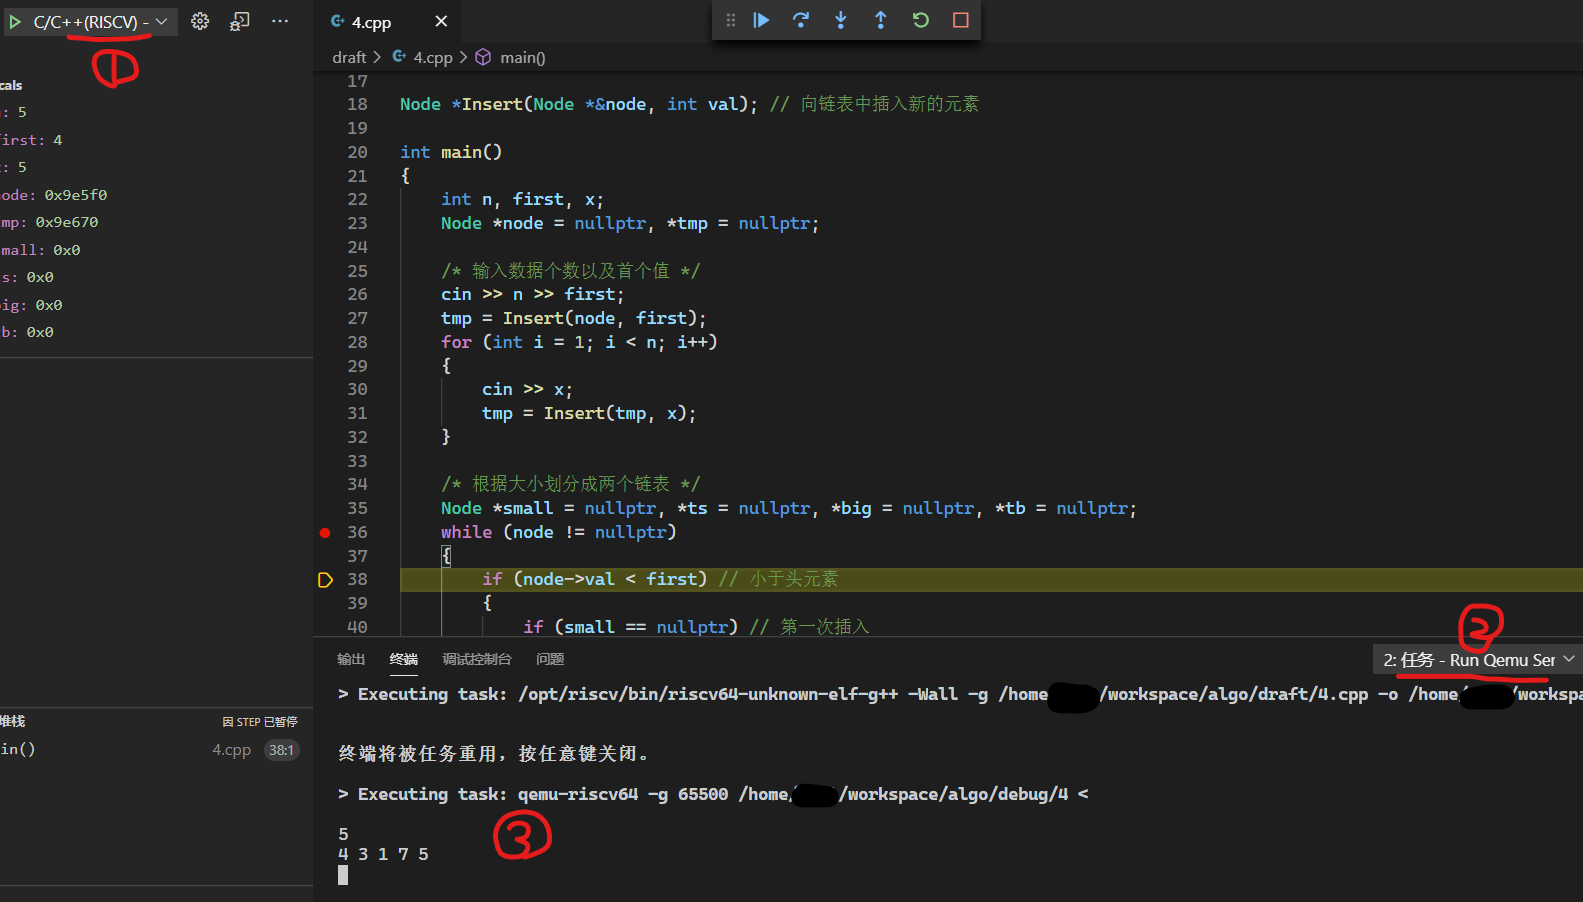 C/C++(RISCV) -
①
cals
: 5
irst: 4
: 5
ode: 0x9e5f0
mp: 0x9e670
mall: 0x0
s: 0x0
ig: 0x0
b: 0x0
堆栈
因 STEP 已暂停
in()
4.cpp
38:1
4.cpp
draft > 4.cpp > main()
17
18 Node *Insert(Node *&node, int val); // 向链表中插入新的元素
19
20 int main()
21 {
22 int n, first, x;
23 Node *node = nullptr, *tmp = nullptr;
24
25 /* 输入数据个数以及首个值 */
26 cin >> n >> first;
27 tmp = Insert(node, first);
28 for (int i = 1; i < n; i++)
29 {
30 cin >> x;
31 tmp = Insert(tmp, x);
32 }
33
34 /* 根据大小划分成两个链表 */
35 Node *small = nullptr, *ts = nullptr, *big = nullptr, *tb = nullptr;
36 while (node != nullptr)
37 {
38 if (node->val < first) // 小于头元素
39 {
40 if (small == nullptr) // 第一次插入
②
输出 终端 调试控制台 问题
2: 任务 - Run Qemu Ser
> Executing task: /opt/riscv/bin/riscv64-unknown-elf-g++ -Wall -g /home/workspace/algo/draft/4.cpp -o /home/workspa
终端将被任务重用，按任意键关闭。
> Executing task: qemu-riscv64 -g 65500 /home/workspace/algo/debug/4 <
③
5
4 3 1 7 5